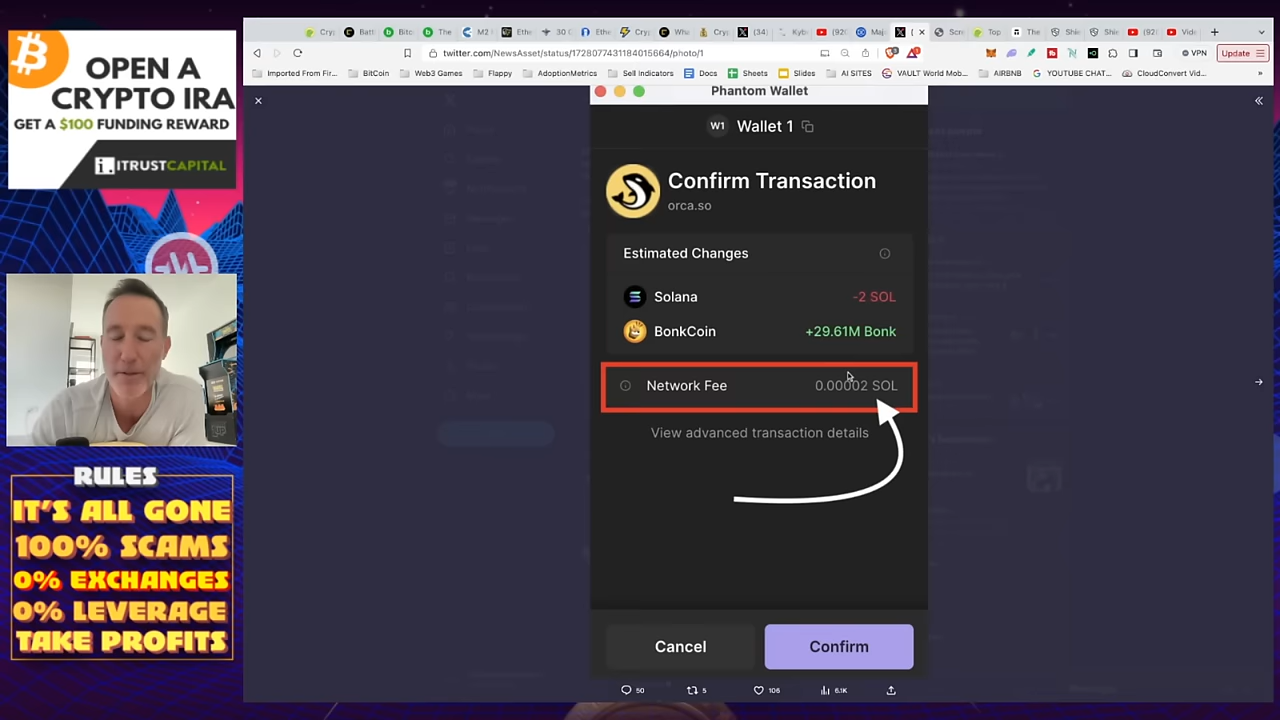 OPEN A
CRYPTO IRA
GET A $100 FUNDING REWARD
ITRUSTCAPITAL
RULES
IT'S ALL GONE
100% SCAMS
0% EXCHANGES
0% LEVERAGE
TAKE PROFITS
twitter.com/NewsAsset/status/1728077431184015664/photo/1
VPN
Update
Imported From Fir...
BitCoin
Web3 Games
Flappy
AdoptionMetrics
Sell Indicators
Docs
Sheets
Slides
AI SITES
VAULT World Mob...
AIRBNB
YOUTUBE CHAT...
CloudConvert Vid...
Phantom Wallet
W1 Wallet 1
Confirm Transaction
orca.so
Estimated Changes
Solana -2 SOL
BonkCoin +29.61M Bonk
Network Fee 0.00002 SOL
View advanced transaction details
Cancel Confirm
50 5 106 6.1K